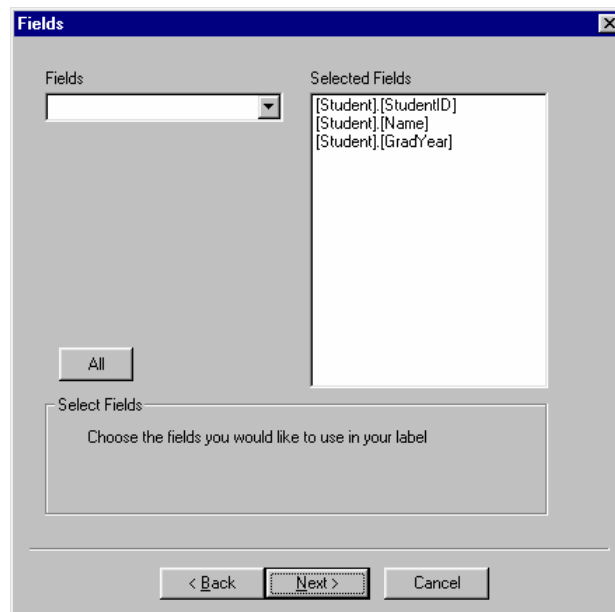 Fields
Fields
Selected Fields
[Student].[StudentID]
[Student].[Name]
[Student].[GradYear]
All
Select Fields
Choose the fields you would like to use in your label
< Back
Next >
Cancel